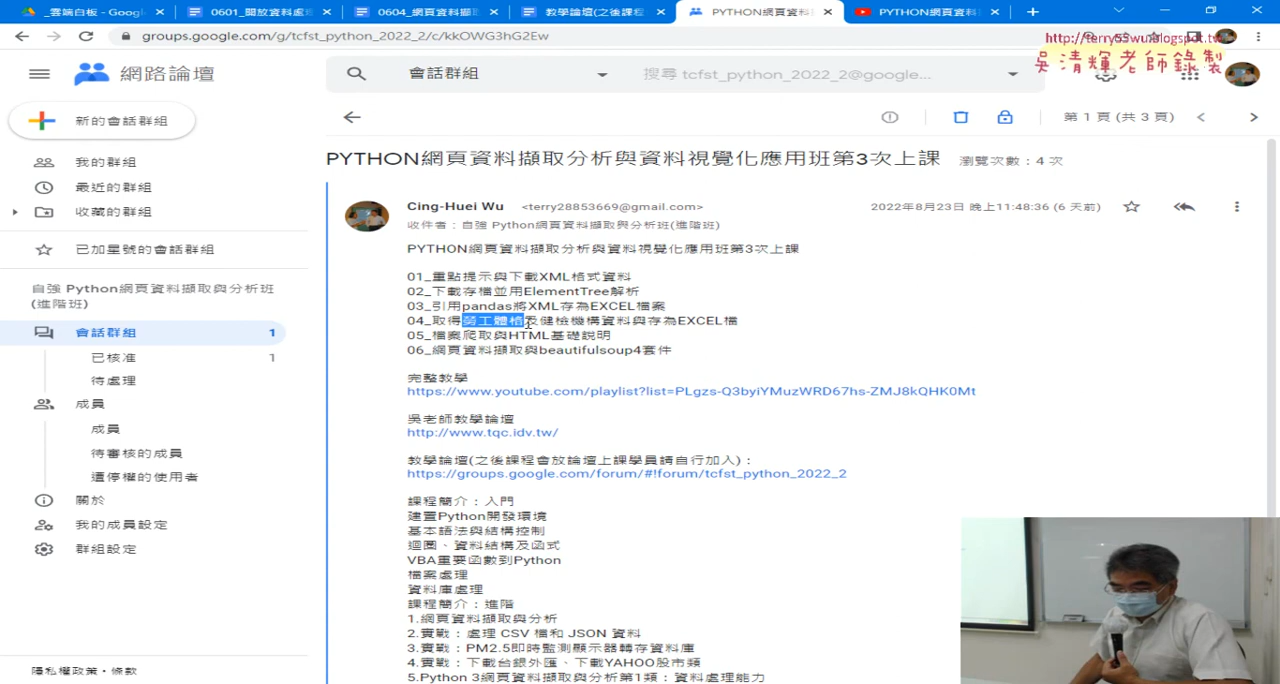 _雲端白板 - Googl
0601_開放資料處
0604_網頁資料擷
教學論壇(之後課程
PYTHON網頁資料
PYTHON網頁資料
groups.google.com/g/tcfst_python_2022_2/c/kkOWG3hG2Ew
http://terry55wu.blogspot.tw
吳清輝老師錄製
網路論壇
會話群組
搜尋 tcfst_python_2022_2@google...
新的會話群組
第 1 頁 (共 3 頁)
我的群組
最近的群組
收藏的群組
已加星號的會話群組
自強 Python網頁資料擷取與分析班
(進階班)
會話群組 1
已核准 1
待處理
成員
成員
待審核的成員
遭停權的使用者
關於
我的成員設定
群組設定
隱私權政策・條款
PYTHON網頁資料擷取分析與資料視覺化應用班第3次上課
瀏覽次數：4 次
Cing-Huei Wu <terry28853669@gmail.com>
2022年8月23日 晚上11:48:36 (6 天前)
收件者：自強 Python網頁資料擷取與分析班(進階班)
PYTHON網頁資料擷取分析與資料視覺化應用班第3次上課
01_重點提示與下載XML格式資料
02_下載存檔並用ElementTree解析
03_引用pandas將XML存為EXCEL檔案
04_取得勞工體格及健檢機構資料與存為EXCEL檔
05_檔案爬取與HTML基礎說明
06_網頁資料擷取與beautifulsoup4套件
完整教學
https://www.youtube.com/playlist?list=PLgzs-Q3byiYMuzWRD67hs-ZMJ8kQHK0Mt
吳老師教學論壇
http://www.tqc.idv.tw/
教學論壇(之後課程會放論壇上課學員請自行加入)：
https://groups.google.com/forum/#!forum/tcfst_python_2022_2
課程簡介：入門
建置Python開發環境
基本語法與結構控制
迴圈、資料結構及函式
VBA重要函數到Python
檔案處理
資料庫處理
課程簡介：進階
1.網頁資料擷取與分析
2.實戰：處理 CSV 檔和 JSON 資料
3.實戰：PM2.5即時監測顯示器轉存資料庫
4.實戰：下載台銀外匯、下載YAHOO股市類
5.Python 3網頁資料擷取與分析第1類：資料處理能力